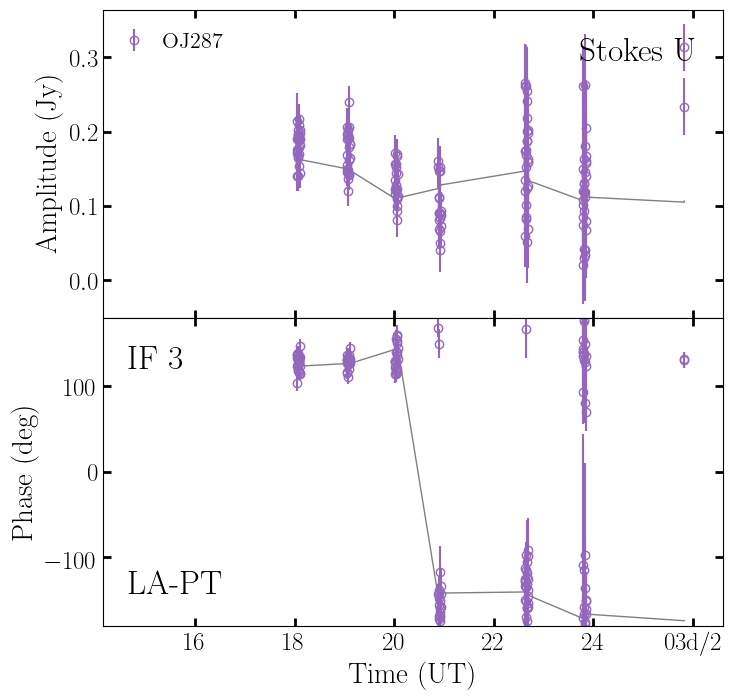 OJ287
Stokes U
0.3
0.2
0.1
0.0
Amplitude (Jy)
IF 3
100
0
−100
Phase (deg)
LA-PT
16
18
20
22
24
03d/2
Time (UT)